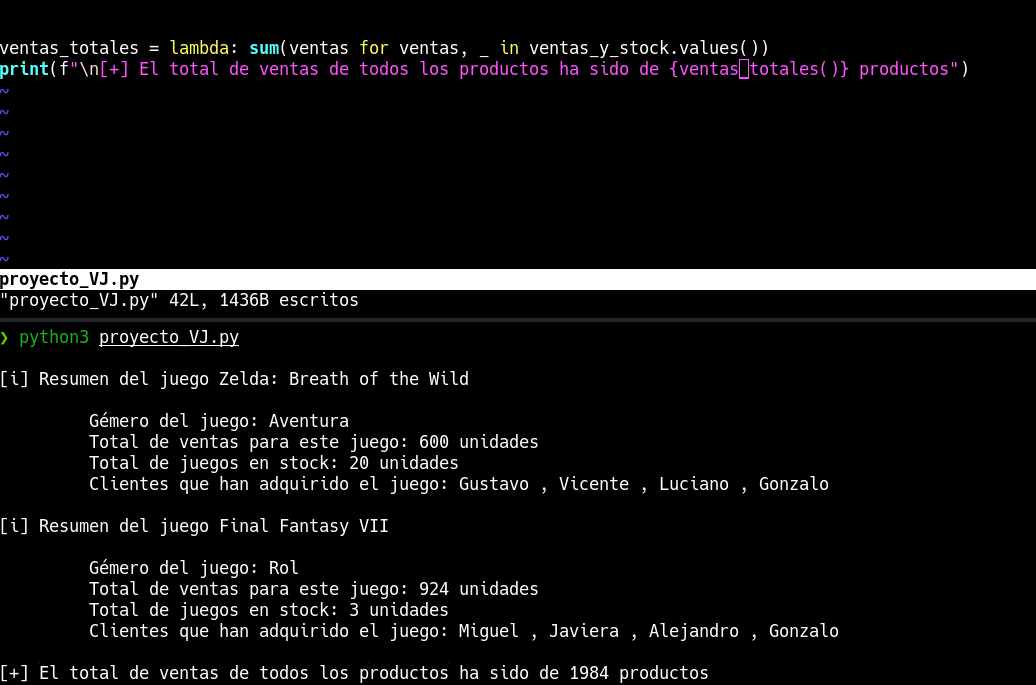 ventas_totales = lambda: sum(ventas for ventas, _ in ventas_y_stock.values())
print(f"\n[+] El total de ventas de todos los productos ha sido de {ventas_totales()} productos")
~
~
~
~
~
~
~
~
~
proyecto_VJ.py
"proyecto_VJ.py" 42L, 1436B escritos
❯ python3 proyecto_VJ.py
[i] Resumen del juego Zelda: Breath of the Wild
Gémero del juego: Aventura
Total de ventas para este juego: 600 unidades
Total de juegos en stock: 20 unidades
Clientes que han adquirido el juego: Gustavo , Vicente , Luciano , Gonzalo
[i] Resumen del juego Final Fantasy VII
Gémero del juego: Rol
Total de ventas para este juego: 924 unidades
Total de juegos en stock: 3 unidades
Clientes que han adquirido el juego: Miguel , Javiera , Alejandro , Gonzalo
[+] El total de ventas de todos los productos ha sido de 1984 productos